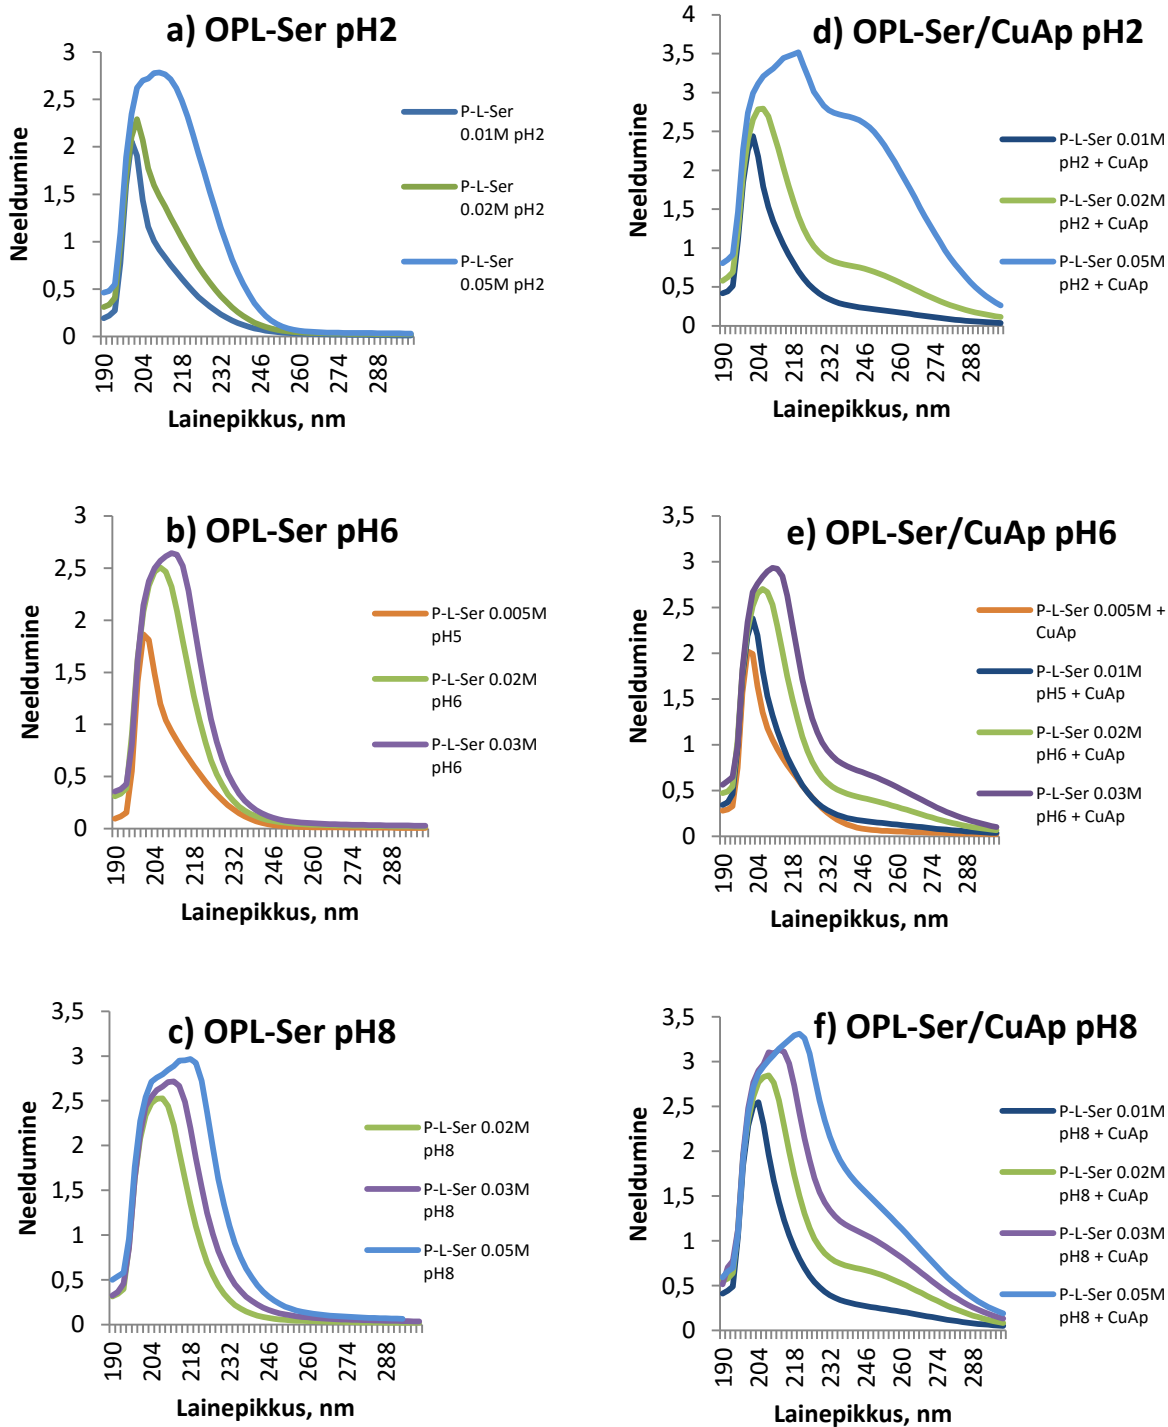 a) OPL-Ser pH2
3
2,5
2
1,5
1
0,5
0
Neeldumine
190
204
218
232
246
260
274
288
Lainepikkus, nm
P-L-Ser
0.01M pH2
P-L-Ser
0.02M pH2
P-L-Ser
0.05M pH2
d) OPL-Ser/CuAp pH2
4
3,5
3
2,5
2
1,5
1
0,5
0
Neeldumine
190
204
218
232
246
260
274
288
Lainepikkus, nm
P-L-Ser 0.01M
pH2 + CuAp
P-L-Ser 0.02M
pH2 + CuAp
P-L-Ser 0.05M
pH2 + CuAp
b) OPL-Ser pH6
3
2,5
2
1,5
1
0,5
0
Neeldumine
190
204
218
232
246
260
274
288
Lainepikkus, nm
P-L-Ser 0.005M
pH5
P-L-Ser 0.02M
pH6
P-L-Ser 0.03M
pH6
e) OPL-Ser/CuAp pH6
3,5
3
2,5
2
1,5
1
0,5
0
Neeldumine
190
204
218
232
246
260
274
288
Lainepikkus, nm
P-L-Ser 0.005M +
CuAp
P-L-Ser 0.01M
pH5 + CuAp
P-L-Ser 0.02M
pH6 + CuAp
P-L-Ser 0.03M
pH6 + CuAp
c) OPL-Ser pH8
3,5
3
2,5
2
1,5
1
0,5
0
Neeldumine
190
204
218
232
246
260
274
288
Lainepikkus, nm
P-L-Ser 0.02M
pH8
P-L-Ser 0.03M
pH8
P-L-Ser 0.05M
pH8
f) OPL-Ser/CuAp pH8
3,5
3
2,5
2
1,5
1
0,5
0
Neeldumine
190
204
218
232
246
260
274
288
Lainepikkus, nm
P-L-Ser 0.01M
pH8 + CuAp
P-L-Ser 0.02M
pH8 + CuAp
P-L-Ser 0.03M
pH8 + CuAp
P-L-Ser 0.05M
pH8 + CuAp